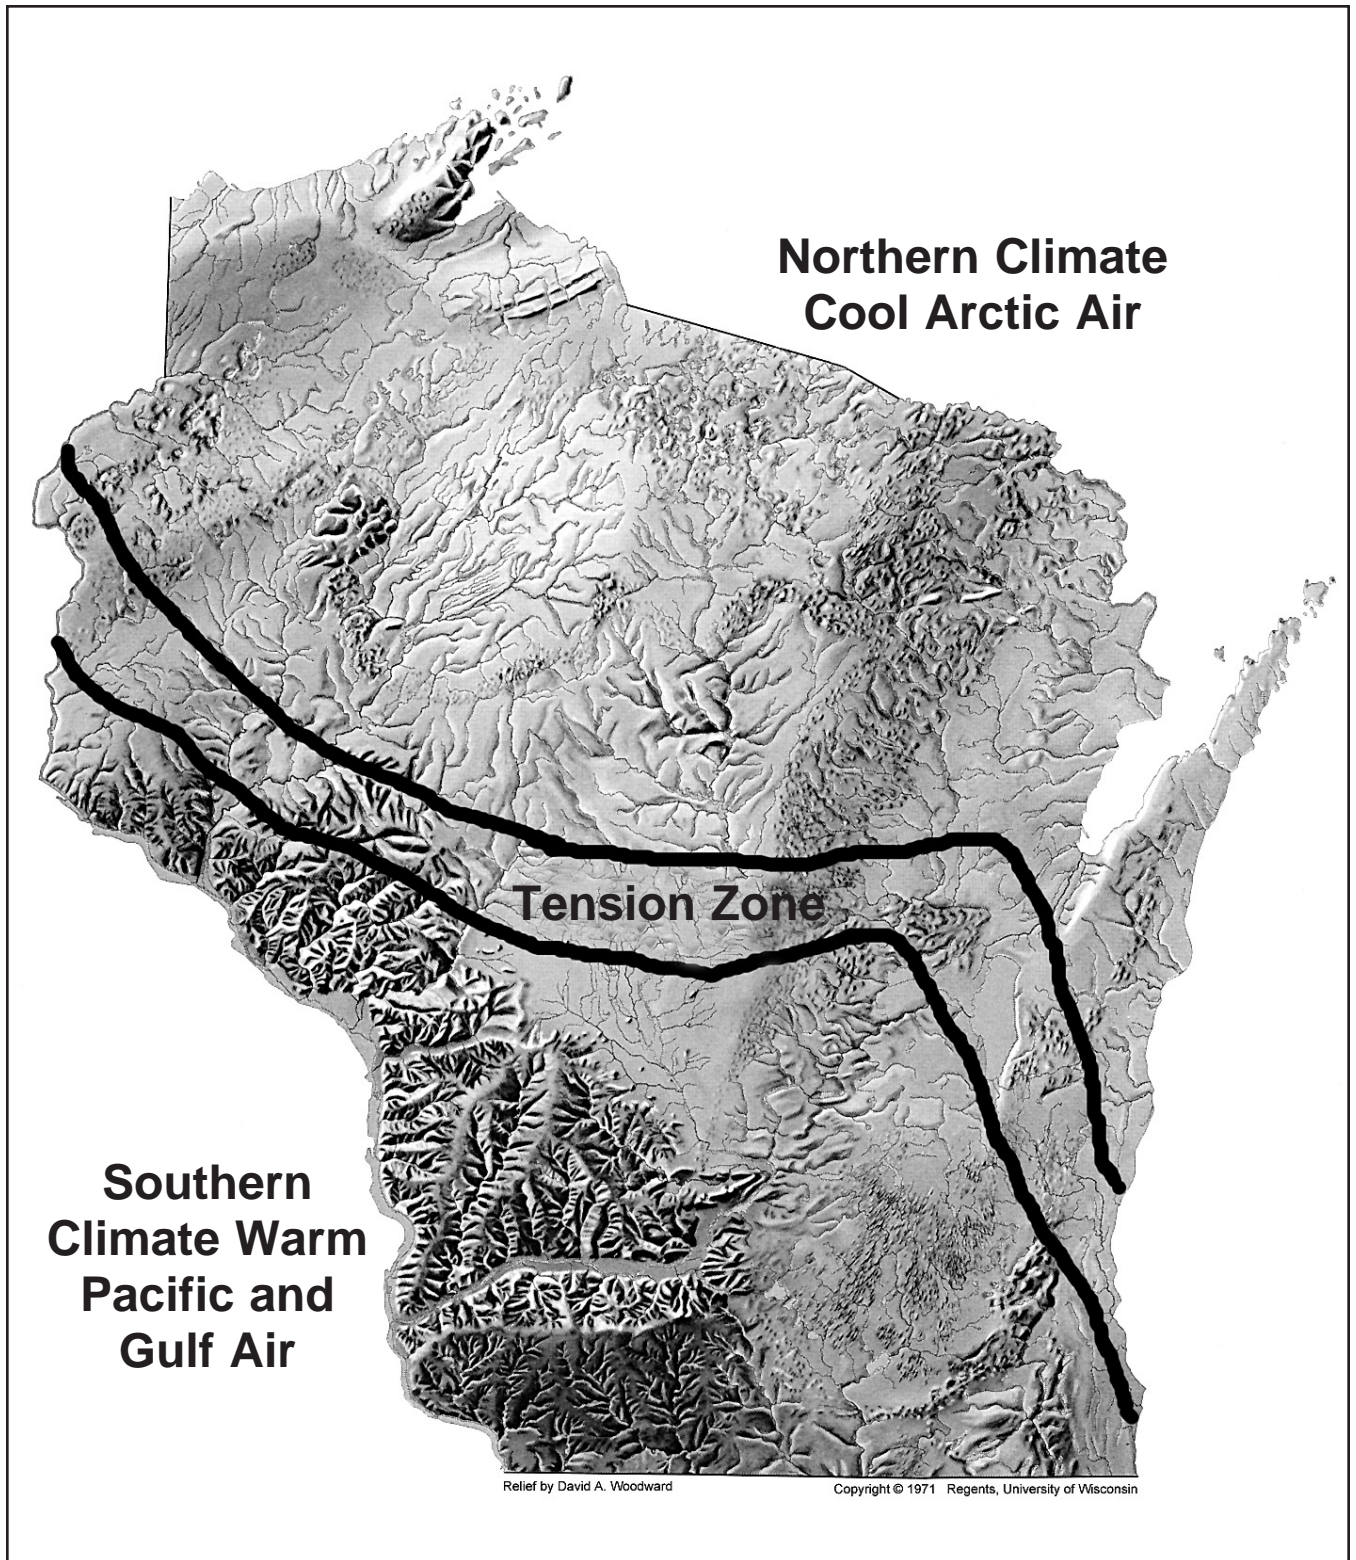 Northern Climate
Cool Arctic Air
Tension Zone
Southern
Climate Warm
Pacific and
Gulf Air
Relief by David A. Woodward
Copyright © 1971 Regents, University of Wisconsin